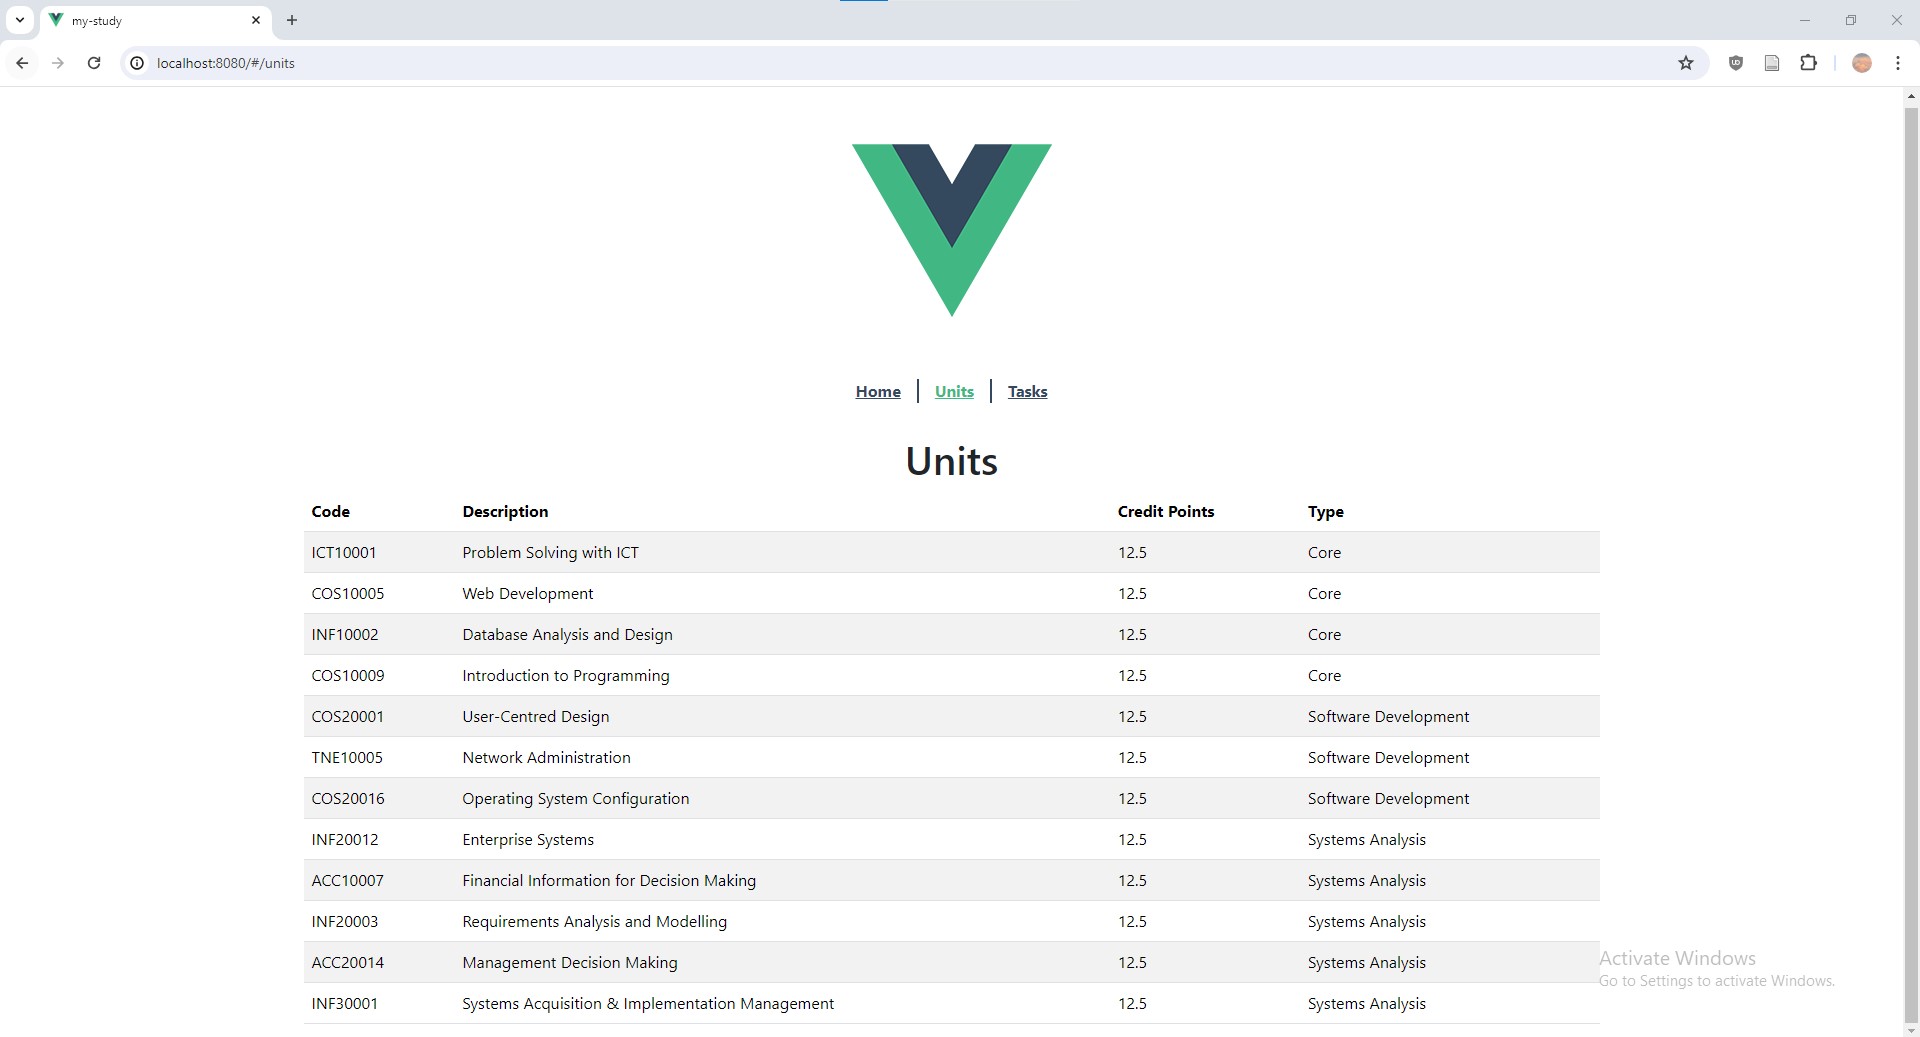 my-study
localhost:8080/#/units
Home | Units | Tasks
Units
Code Description Credit Points Type
ICT10001 Problem Solving with ICT 12.5 Core
COS10005 Web Development 12.5 Core
INF10002 Database Analysis and Design 12.5 Core
COS10009 Introduction to Programming 12.5 Core
COS20001 User-Centred Design 12.5 Software Development
TNE10005 Network Administration 12.5 Software Development
COS20016 Operating System Configuration 12.5 Software Development
INF20012 Enterprise Systems 12.5 Systems Analysis
ACC10007 Financial Information for Decision Making 12.5 Systems Analysis
INF20003 Requirements Analysis and Modelling 12.5 Systems Analysis
ACC20014 Management Decision Making 12.5 Systems Analysis
INF30001 Systems Acquisition & Implementation Management 12.5 Systems Analysis
Activate Windows
Go to Settings to activate Windows.